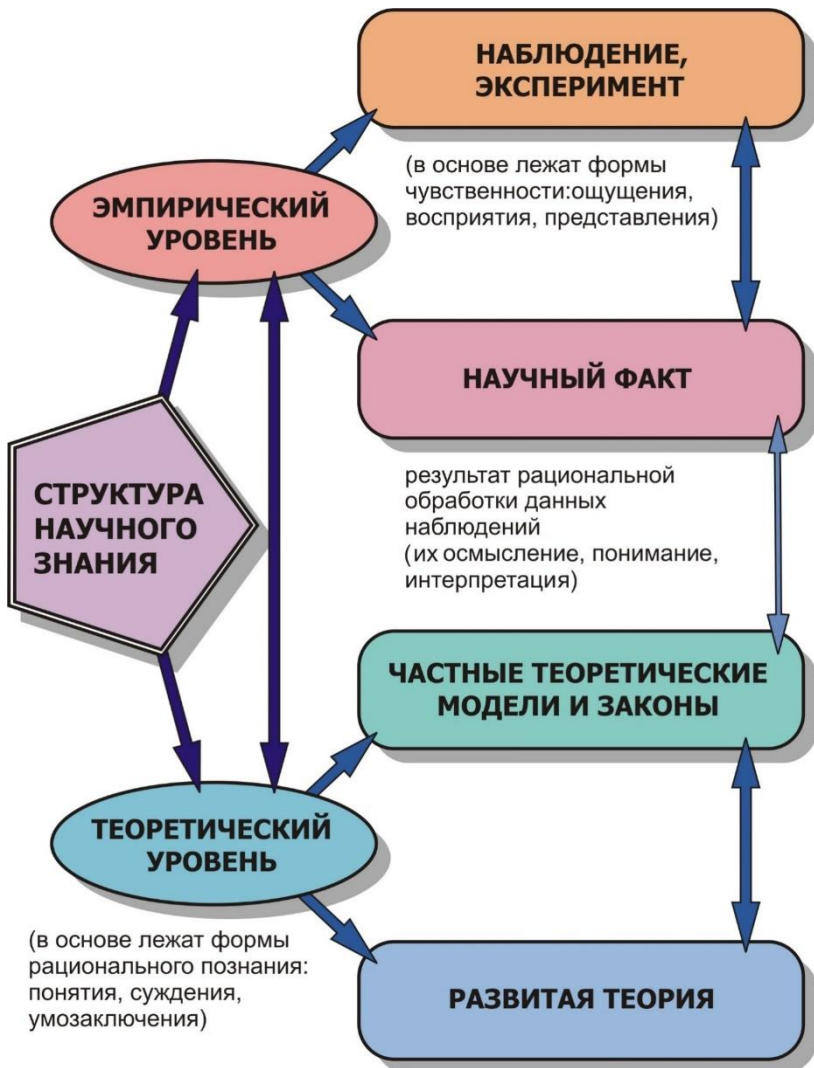 НАБЛЮДЕНИЕ,
ЭКСПЕРИМЕНТ
(в основе лежат формы
чувственности:ощущения,
восприятия, представления)
ЭМПИРИЧЕСКИЙ
УРОВЕНЬ
НАУЧНЫЙ ФАКТ
результат рациональной
обработки данных
наблюдений
(их осмысление, понимание,
интерпретация)
СТРУКТУРА
НАУЧНОГО
ЗНАНИЯ
ЧАСТНЫЕ ТЕОРЕТИЧЕСКИЕ
МОДЕЛИ И ЗАКОНЫ
ТЕОРЕТИЧЕСКИЙ
УРОВЕНЬ
(в основе лежат формы
рационального познания:
понятия, суждения,
умозаключения)
РАЗВИТАЯ ТЕОРИЯ